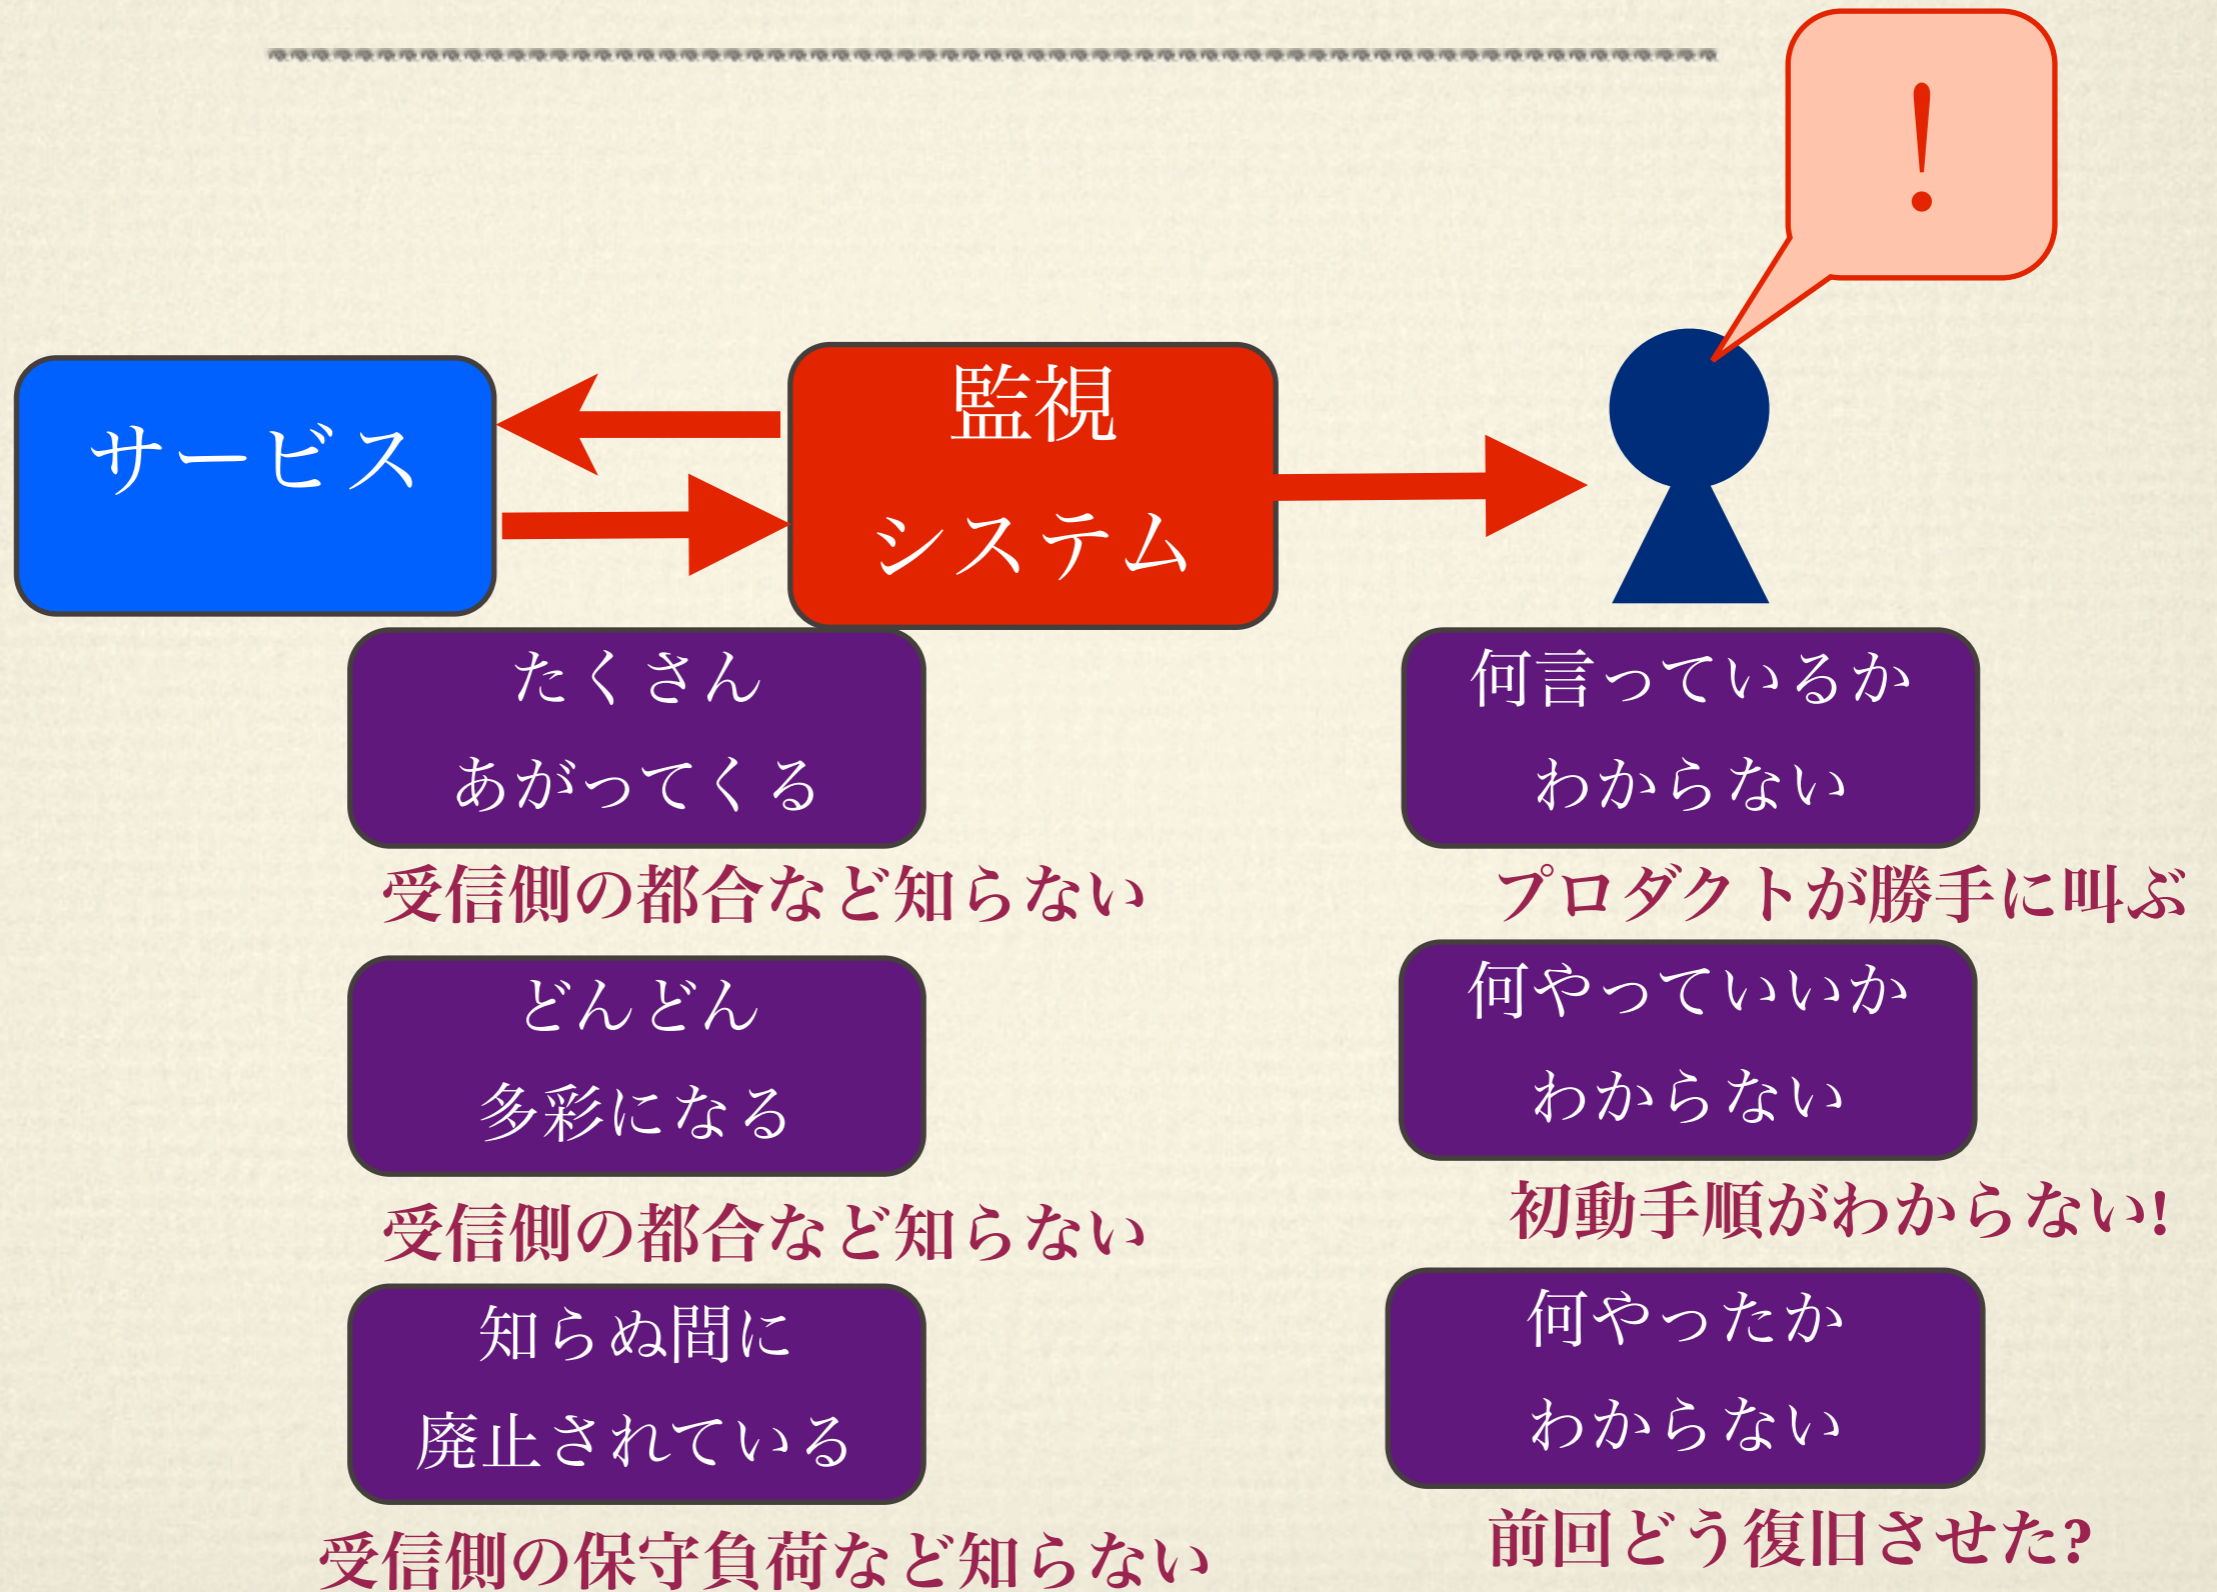 ！
サービス
監視
システム
たくさん
あがってくる
受信側の都合など知らない
どんどん
多彩になる
受信側の都合など知らない
知らぬ間に
廃止されている
受信側の保守負荷など知らない
何言っているか
わからない
プロダクトが勝手に叫ぶ
何やっていいか
わからない
初動手順がわからない!
何やったか
わからない
前回どう復旧させた?